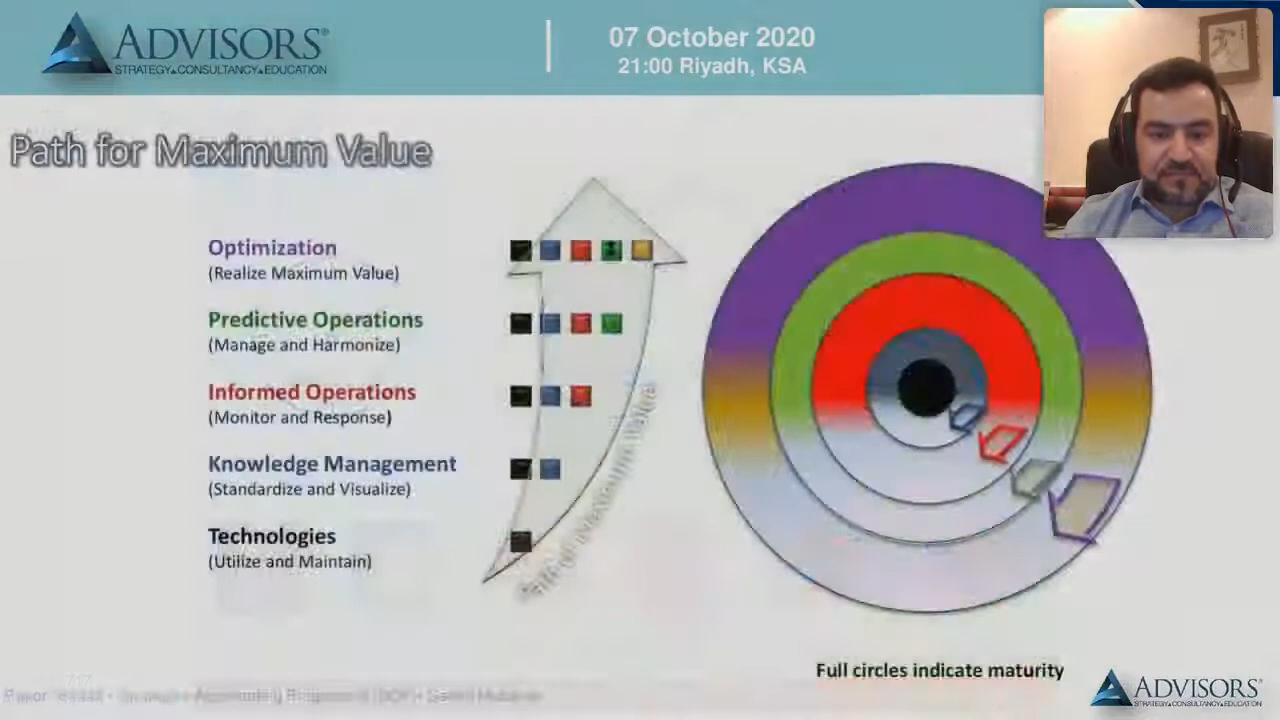 ADVISORS®
STRATEGY▲CONSULTANCY▲EDUCATION
07 October 2020
21:00 Riyadh, KSA
Path for Maximum Value
Optimization
(Realize Maximum Value)
Predictive Operations
(Manage and Harmonize)
Informed Operations
(Monitor and Response)
Knowledge Management
(Standardize and Visualize)
Technologies
(Utilize and Maintain)
Full circles indicate maturity
ADVISORS®
STRATEGY▲CONSULTANCY▲EDUCATION